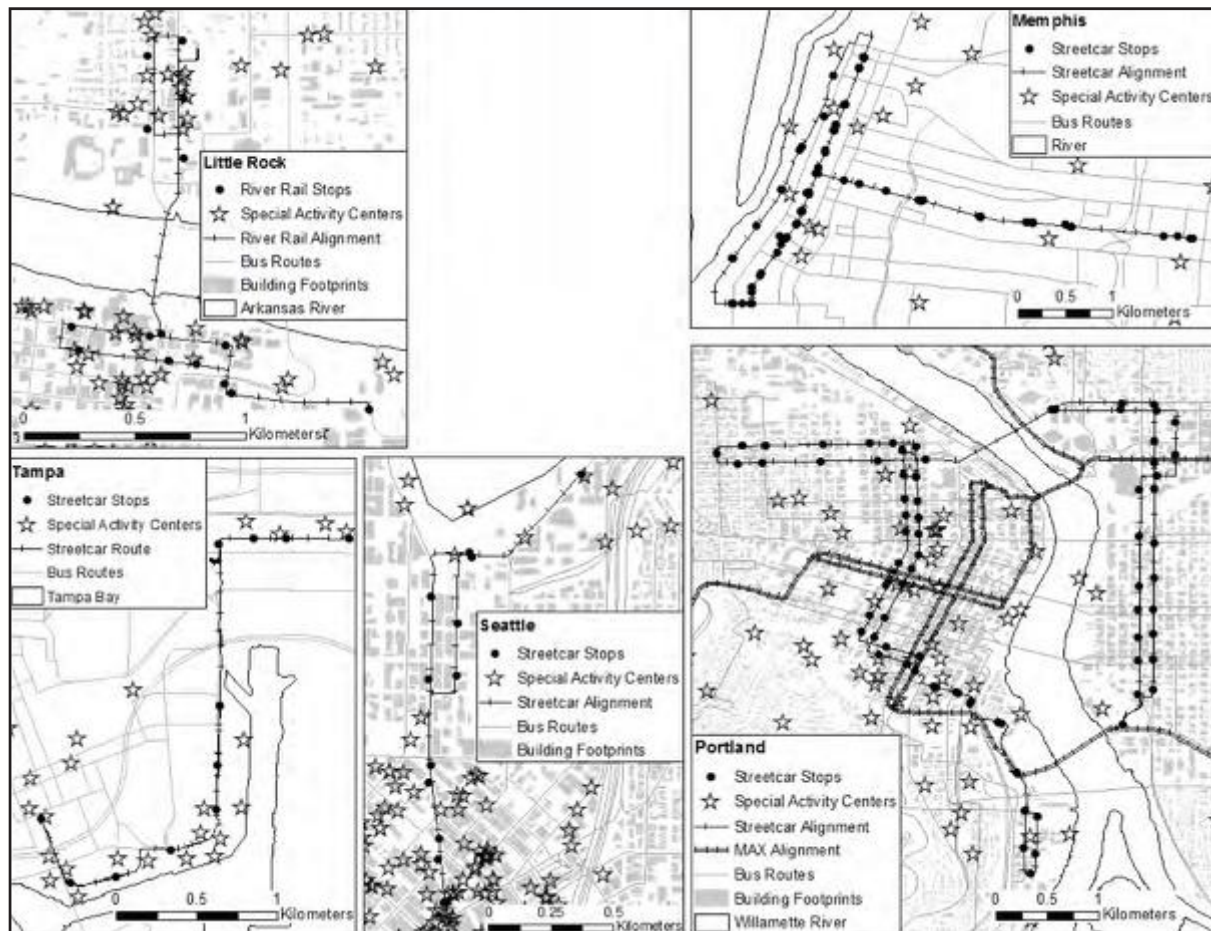 Little Rock
River Rail Stops
Special Activity Centers
River Rail Alignment
Bus Routes
Building Footprints
Arkansas River
0 0.5 1
Kilometers
Memphis
Streetcar Stops
Streetcar Alignment
Special Activity Centers
Bus Routes
River
0 0.5 1
Kilometers
Tampa
Streetcar Stops
Special Activity Centers
Streetcar Route
Bus Routes
Tampa Bay
0 0.5 1
Kilometers
Seattle
Streetcar Stops
Special Activity Centers
Streetcar Alignment
Bus Routes
Building Footprints
0 0.25 0.5
Kilometers
Portland
Streetcar Stops
Special Activity Centers
Streetcar Alignment
MAX Alignment
Bus Routes
Building Footprints
Willamette River
0 0.5 1
Kilometers